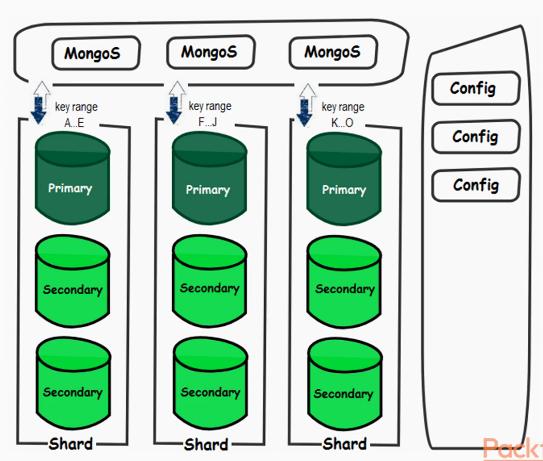 MongoS
MongoS
MongoS
key range
A..E
key range
F...J
key range
K..O
Primary
Primary
Primary
Secondary
Secondary
Secondary
Secondary
Secondary
Secondary
Shard
Shard
Shard
Config
Config
Config